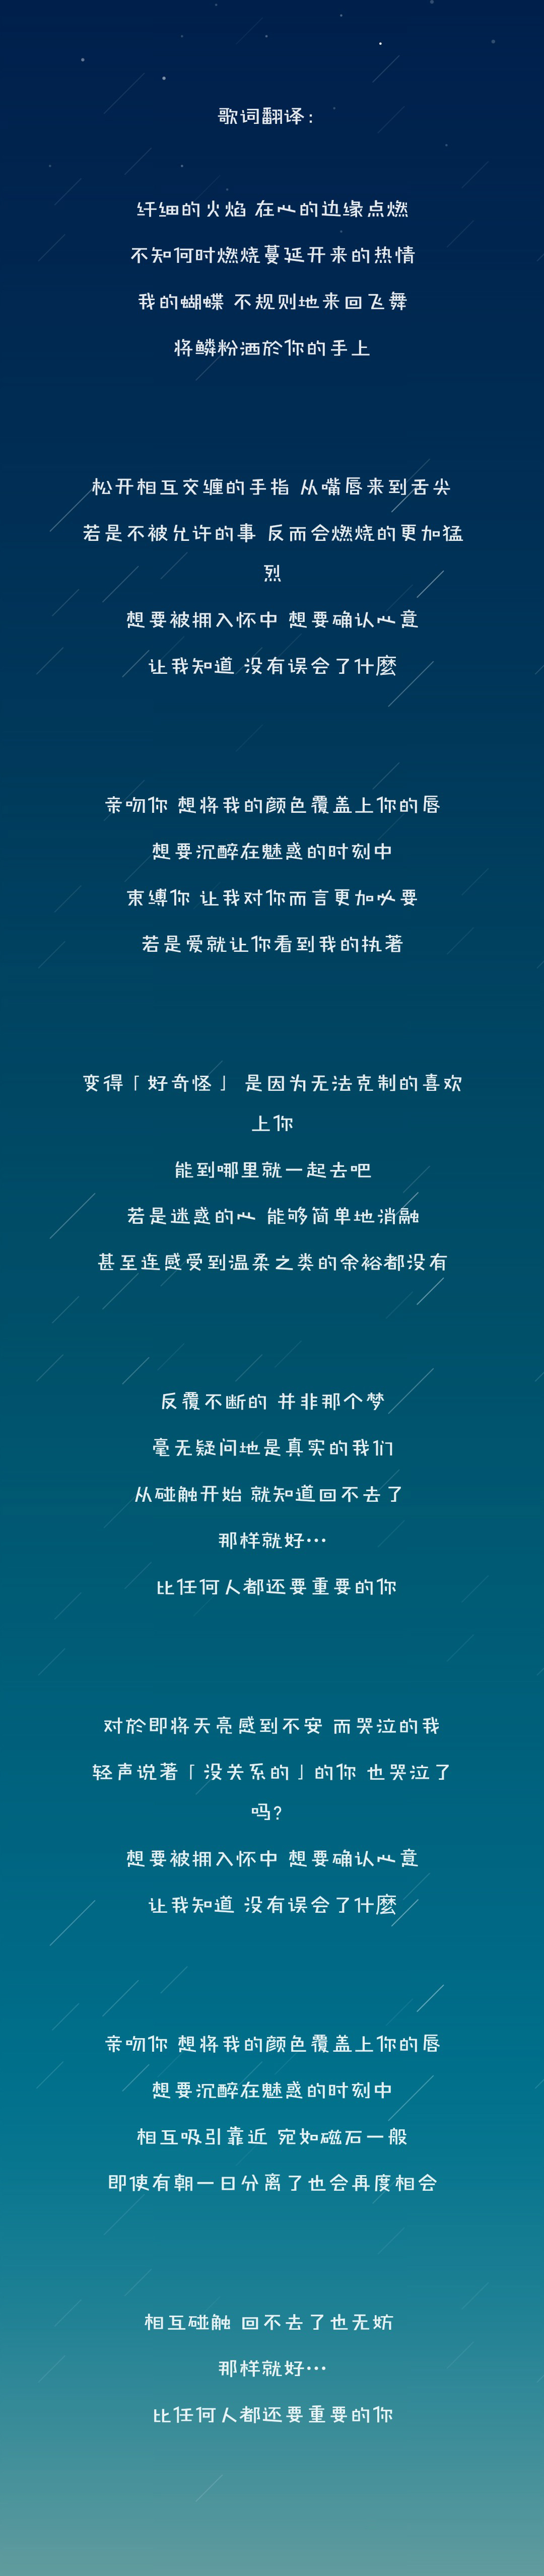 歌词翻译：
纤细的火焰 在心的边缘点燃
不知何时燃烧蔓延开来的热情
我的蝴蝶 不规则地来回飞舞
将鳞粉洒於你的手上
松开相互交缠的手指 从嘴唇来到舌尖
若是不被允许的事 反而会燃烧的更加猛
烈
想要被拥入怀中 想要确认心意
让我知道 没有误会了什麼
亲吻你 想将我的颜色覆盖上你的唇
想要沉醉在魅惑的时刻中
束缚你 让我对你而言更加必要
若是爱就让你看到我的执著
变得「好奇怪」 是因为无法克制的喜欢
上你
能到哪里就一起去吧
若是迷惑的心 能够简单地消融
甚至连感受到温柔之类的余裕都没有
反覆不断的 并非那个梦
毫无疑问地是真实的我们
从碰触开始 就知道回不去了
那样就好…
比任何人都还要重要的你
对於即将天亮感到不安 而哭泣的我
轻声说著「没关系的」的你 也哭泣了
吗？
想要被拥入怀中 想要确认心意
让我知道 没有误会了什麼
亲吻你 想将我的颜色覆盖上你的唇
想要沉醉在魅惑的时刻中
相互吸引靠近 宛如磁石一般
即使有朝一日分离了也会再度相会
相互碰触 回不去了也无妨
那样就好…
比任何人都还要重要的你